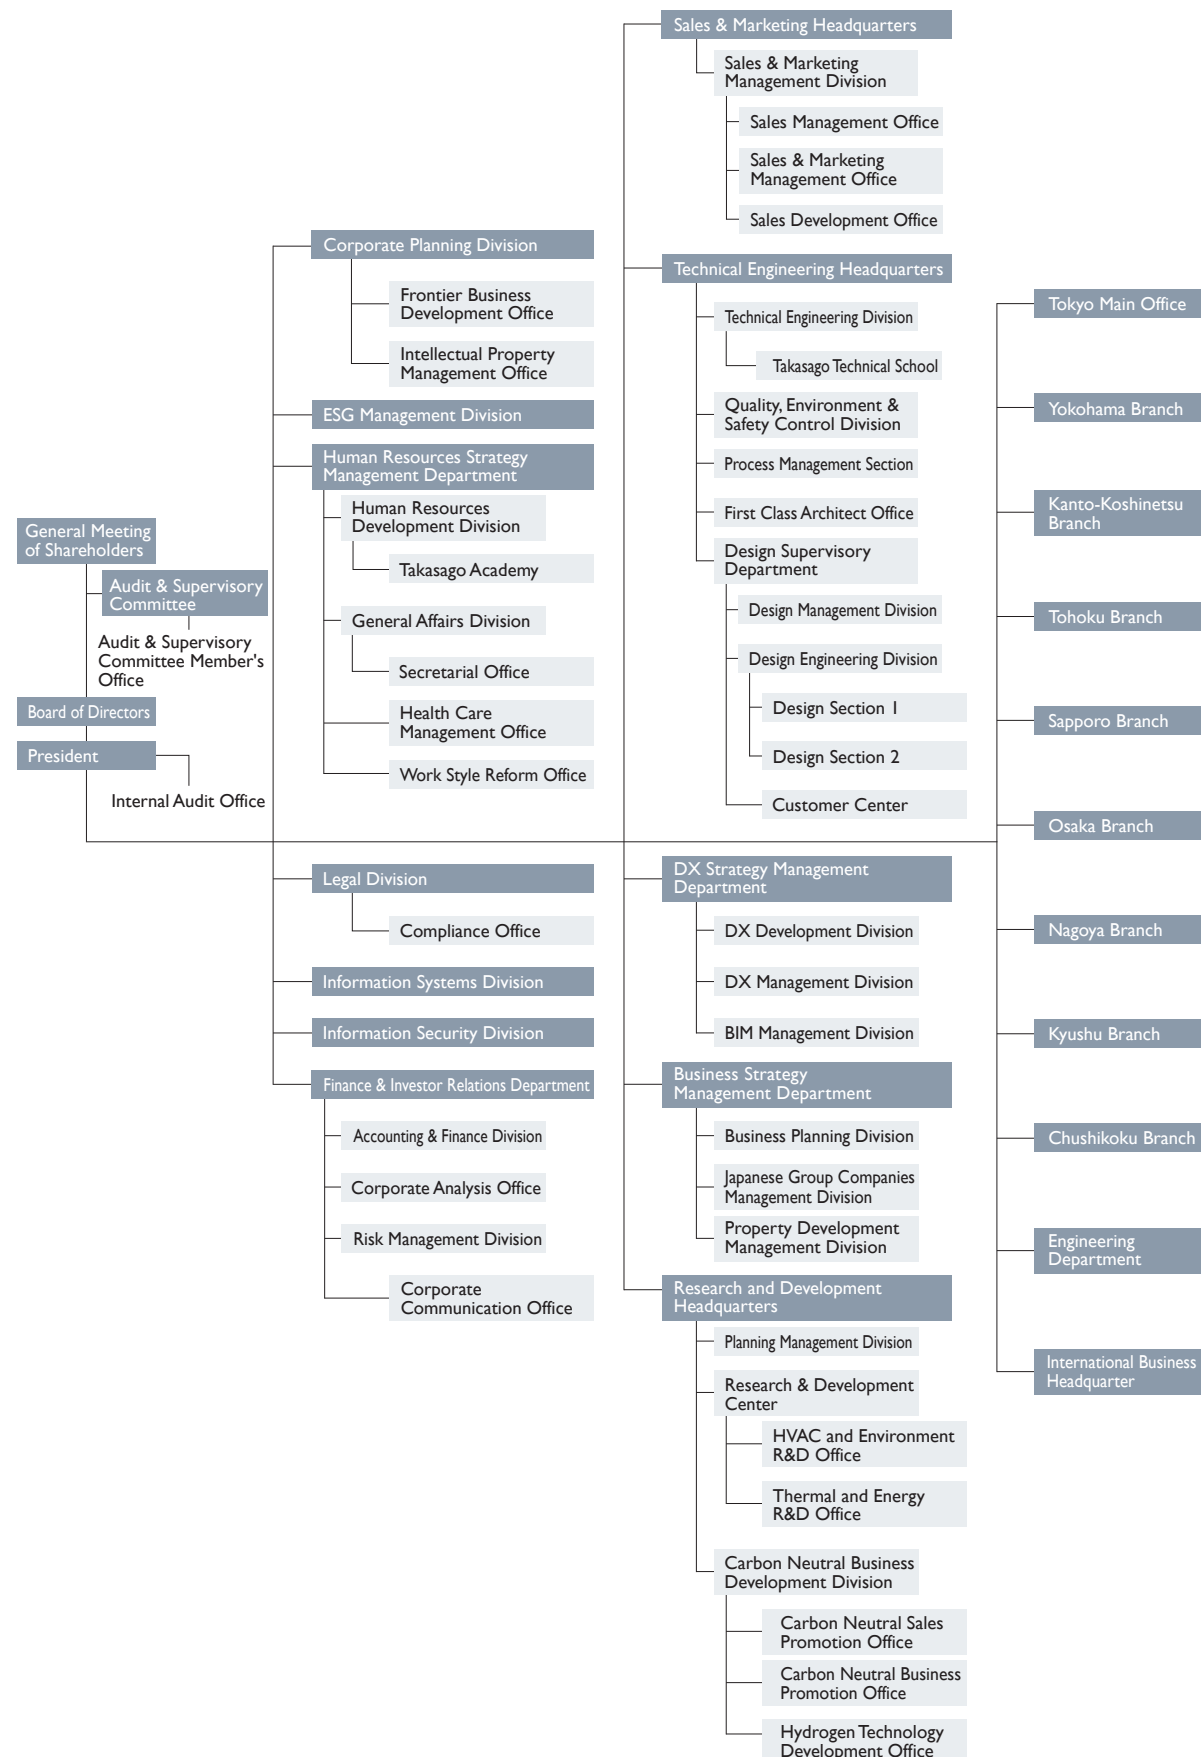 General Meeting
of Shareholders
Audit & Supervisory
Committee
Audit & Supervisory
Committee Member's
Office
Board of Directors
President
Internal Audit Office
Corporate Planning Division
Frontier Business
Development Office
Intellectual Property
Management Office
ESG Management Division
Human Resources Strategy
Management Department
Human Resources
Development Division
Takasago Academy
General Affairs Division
Secretarial Office
Health Care
Management Office
Work Style Reform Office
Legal Division
Compliance Office
Information Systems Division
Information Security Division
Finance & Investor Relations Department
Accounting & Finance Division
Corporate Analysis Office
Risk Management Division
Corporate
Communication Office
Sales & Marketing Headquarters
Sales & Marketing
Management Division
Sales Management Office
Sales & Marketing
Management Office
Sales Development Office
Technical Engineering Headquarters
Technical Engineering Division
Takasago Technical School
Quality, Environment &
Safety Control Division
Process Management Section
First Class Architect Office
Design Supervisory
Department
Design Management Division
Design Engineering Division
Design Section 1
Design Section 2
Customer Center
DX Strategy Management
Department
DX Development Division
DX Management Division
BIM Management Division
Business Strategy
Management Department
Business Planning Division
Japanese Group Companies
Management Division
Property Development
Management Division
Research and Development
Headquarters
Planning Management Division
Research & Development
Center
HVAC and Environment
R&D Office
Thermal and Energy
R&D Office
Carbon Neutral Business
Development Division
Carbon Neutral Sales
Promotion Office
Carbon Neutral Business
Promotion Office
Hydrogen Technology
Development Office
Tokyo Main Office
Yokohama Branch
Kanto-Koshinetsu
Branch
Tohoku Branch
Sapporo Branch
Osaka Branch
Nagoya Branch
Kyushu Branch
Chushikoku Branch
Engineering
Department
International Business
Headquarter